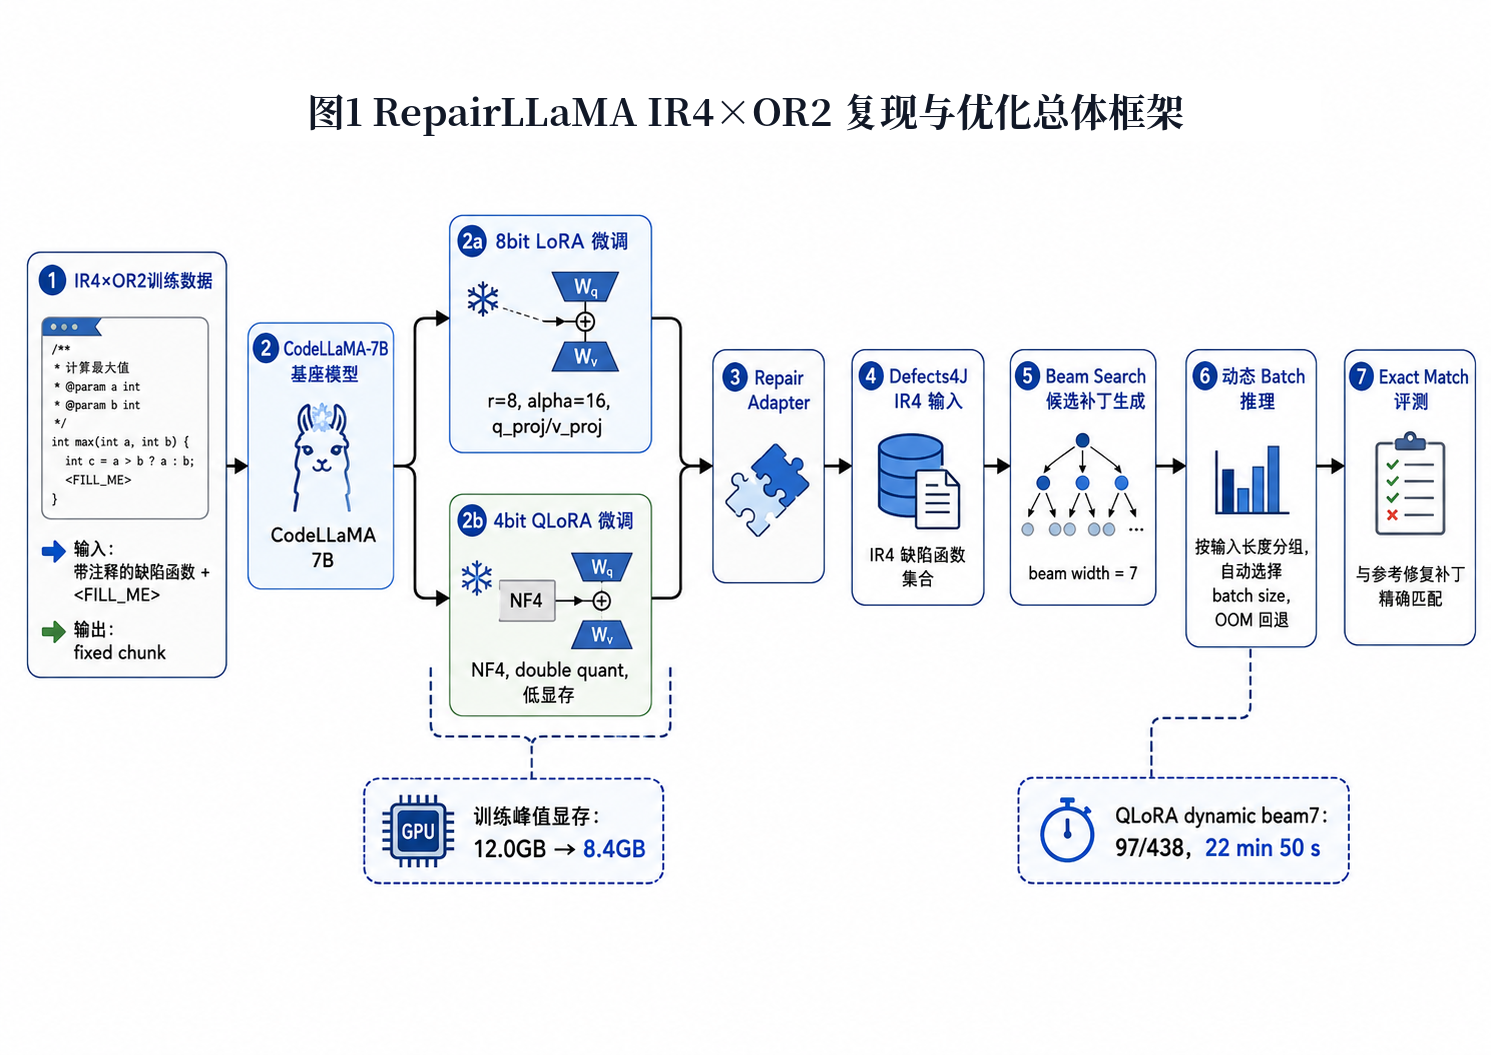 图1 RepairLLaMA IR4×OR2 复现与优化总体框架
1 IR4×OR2训练数据
/**
* 计算最大值
* @param a int
* @param b int
*/
int max(int a, int b) {
int c = a > b ? a : b;
<FILL_ME>
}
输入：
带注释的缺陷函数 +
<FILL_ME>
输出：
fixed chunk
2 CodeLLaMA-7B
基座模型
CodeLLaMA
7B
2a 8bit LoRA 微调
Wq
Wv
r=8, alpha=16,
q_proj/v_proj
2b 4bit QLoRA 微调
Wq
NF4
Wv
NF4, double quant,
低显存
3 Repair
Adapter
4 Defects4J
IR4 输入
IR4 缺陷函数
集合
5 Beam Search
候选补丁生成
...
beam width = 7
6 动态 Batch
推理
按输入长度分组，
自动选择
batch size,
OOM 回退
7 Exact Match
评测
与参考修复补丁
精确匹配
GPU
训练峰值显存：
12.0GB → 8.4GB
QLoRA dynamic beam7：
97/438， 22 min 50 s